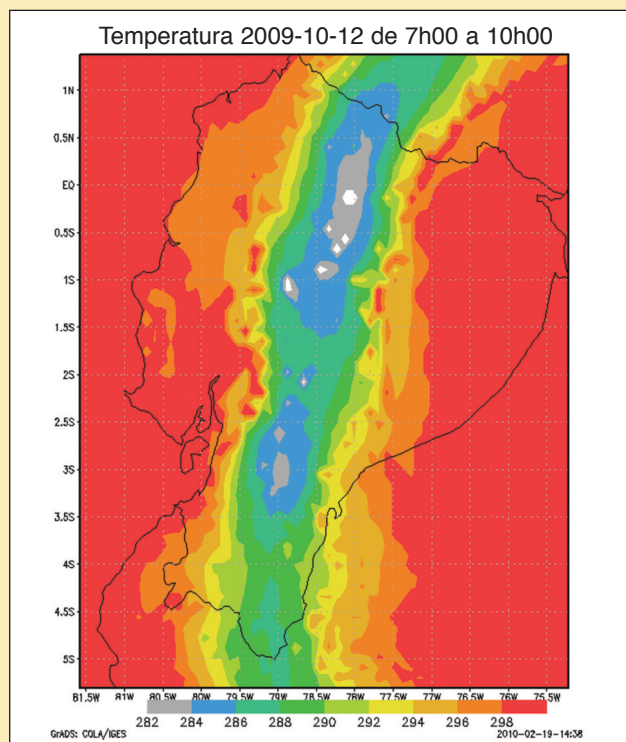 Temperatura 2009-10-12 de 7h00 a 10h00
1N
0.5N
EQ
0.5S
1S
1.5S
2S
2.5S
3S
3.5S
4S
4.5S
5S
81.5W 81W 80.5W 80W 79.5W 79W 78.5W 78W 77.5W 77W 76.5W 76W 75.5W
282 284 286 288 290 292 294 296 298
GrADS: COLA/IGES 2010-02-19-14:38